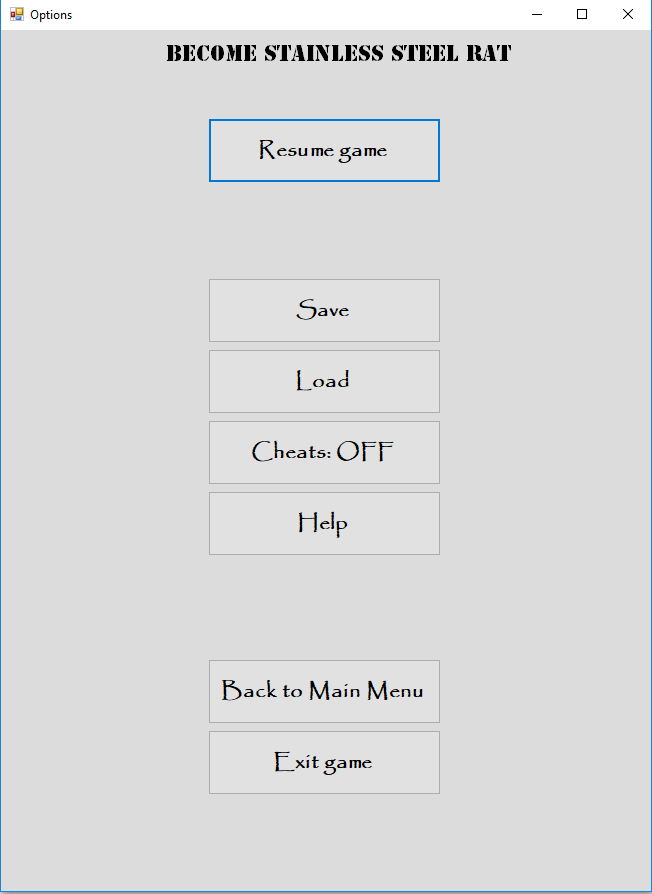 Options
BECOME STAINLESS STEEL RAT
Resume game
Save
Load
Cheats: OFF
Help
Back to Main Menu
Exit game